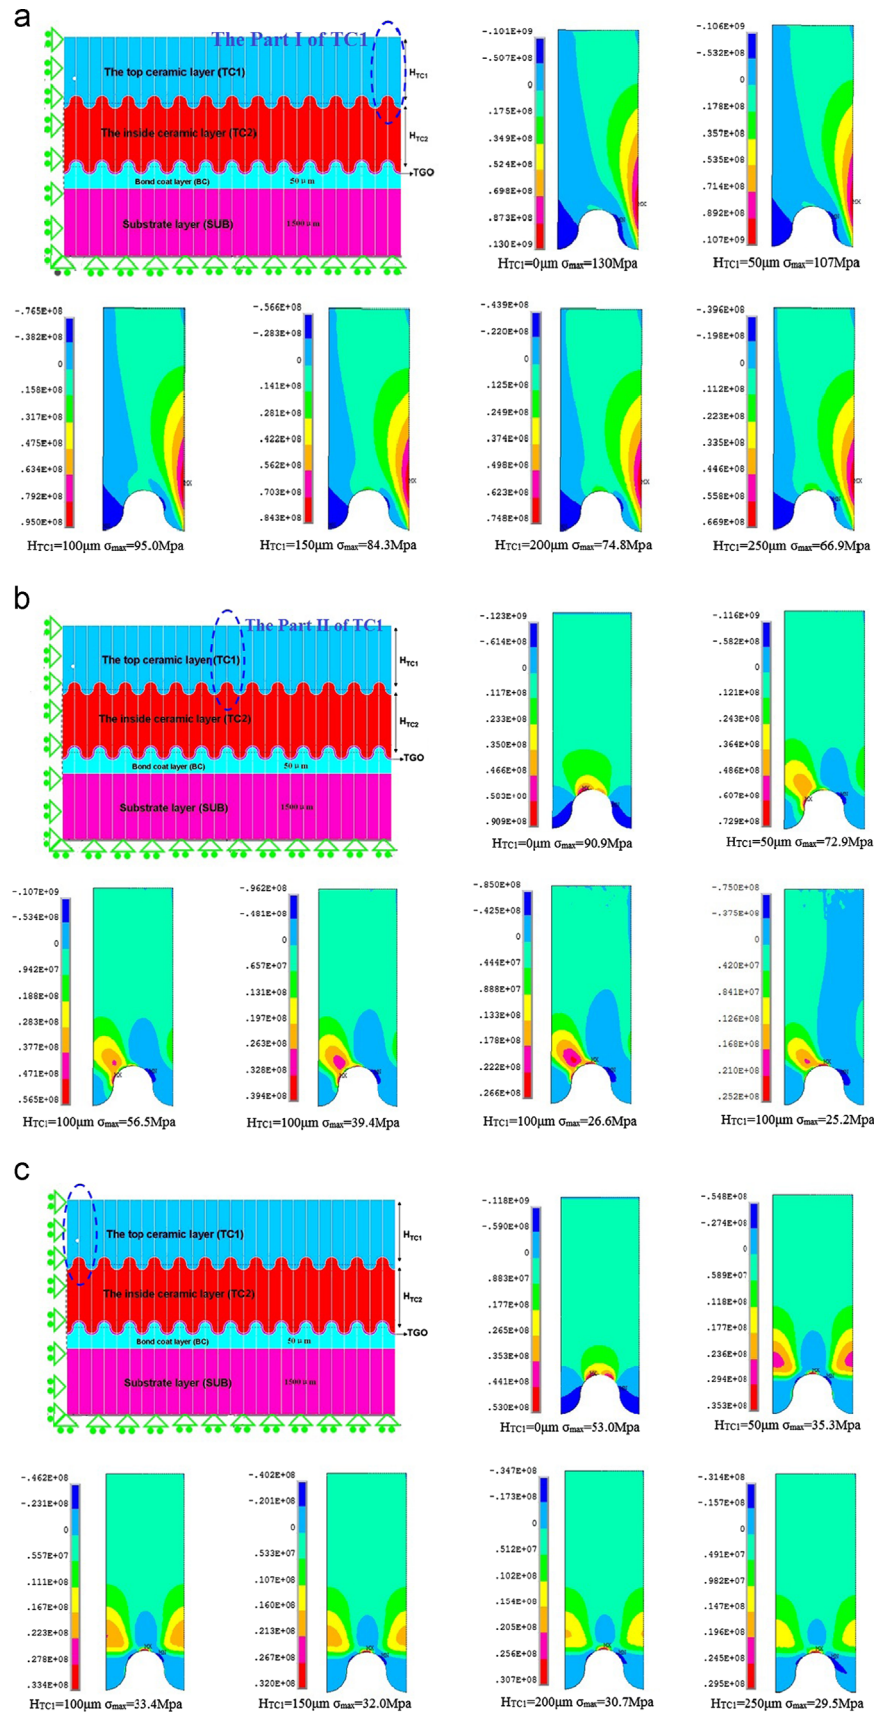 a
The Part I of TC1
The top ceramic layer (TC1)
HTC1
The inside ceramic layer (TC2)
HTC2
TGO
Bond coat layer (BC) 50μm
Substrate layer (SUB) 1500μm
-.101E+09
-.507E+08
0
.175E+08
.349E+08
.524E+08
.698E+08
.873E+08
.130E+09
MX
HTC1=0μm σmax=130Mpa
-.106E+09
-.532E+08
0
.178E+08
.357E+08
.535E+08
.714E+08
.892E+08
.107E+09
MX
HTC1=50μm σmax=107Mpa
-.765E+08
-.382E+08
0
.158E+08
.317E+08
.475E+08
.634E+08
.792E+08
.950E+08
MX
HTC1=100μm σmax=95.0Mpa
-.566E+08
-.283E+08
0
.141E+08
.281E+08
.422E+08
.562E+08
.703E+08
.843E+08
MX
HTC1=150μm σmax=84.3Mpa
-.439E+08
-.220E+08
0
.125E+08
.249E+08
.374E+08
.498E+08
.623E+08
.748E+08
MX
HTC1=200μm σmax=74.8Mpa
-.396E+08
-.198E+08
0
.112E+08
.223E+08
.335E+08
.446E+08
.558E+08
.669E+08
MX
HTC1=250μm σmax=66.9Mpa
b
The Part II of TC1
The top ceramic layer (TC1)
HTC1
The inside ceramic layer (TC2)
HTC2
TGO
Bond coat layer (BC) 50μm
Substrate layer (SUB) 1500μm
-.123E+09
-.614E+08
0
.117E+08
.233E+08
.350E+08
.466E+08
.503E+08
.909E+08
HTC1=0μm σmax=90.9Mpa
-.116E+09
-.582E+08
0
.121E+08
.243E+08
.364E+08
.486E+08
.607E+08
.729E+08
HTC1=50μm σmax=72.9Mpa
-.107E+09
-.534E+08
0
.942E+07
.188E+08
.283E+08
.377E+08
.471E+08
.565E+08
HTC1=100μm σmax=56.5Mpa
-.962E+08
-.481E+08
0
.657E+07
.131E+08
.197E+08
.263E+08
.328E+08
.394E+08
HTC1=100μm σmax=39.4Mpa
-.850E+08
-.425E+08
0
.444E+07
.888E+07
.133E+08
.178E+08
.222E+08
.266E+08
HTC1=100μm σmax=26.6Mpa
-.750E+08
-.375E+08
0
.420E+07
.841E+07
.126E+08
.168E+08
.210E+08
.252E+08
HTC1=100μm σmax=25.2Mpa
c
The top ceramic layer (TC1)
HTC1
The inside ceramic layer (TC2)
HTC2
TGO
Bond coat layer (BC) 50μm
Substrate layer (SUB) 1500μm
-.118E+09
-.590E+08
0
.883E+07
.177E+08
.265E+08
.353E+08
.441E+08
.530E+08
HTC1=0μm σmax=53.0Mpa
-.548E+08
-.274E+08
0
.589E+07
.118E+08
.177E+08
.236E+08
.294E+08
.353E+08
HTC1=50μm σmax=35.3Mpa
-.462E+08
-.231E+08
0
.557E+07
.111E+08
.167E+08
.223E+08
.278E+08
.334E+08
HTC1=100μm σmax=33.4Mpa
-.402E+08
-.201E+08
0
.533E+07
.107E+08
.160E+08
.213E+08
.267E+08
.320E+08
HTC1=150μm σmax=32.0Mpa
-.347E+08
-.173E+08
0
.512E+07
.102E+08
.154E+08
.205E+08
.256E+08
.307E+08
HTC1=200μm σmax=30.7Mpa
-.314E+08
-.157E+08
0
.491E+07
.982E+07
.147E+08
.196E+08
.245E+08
.295E+08
HTC1=250μm σmax=29.5Mpa